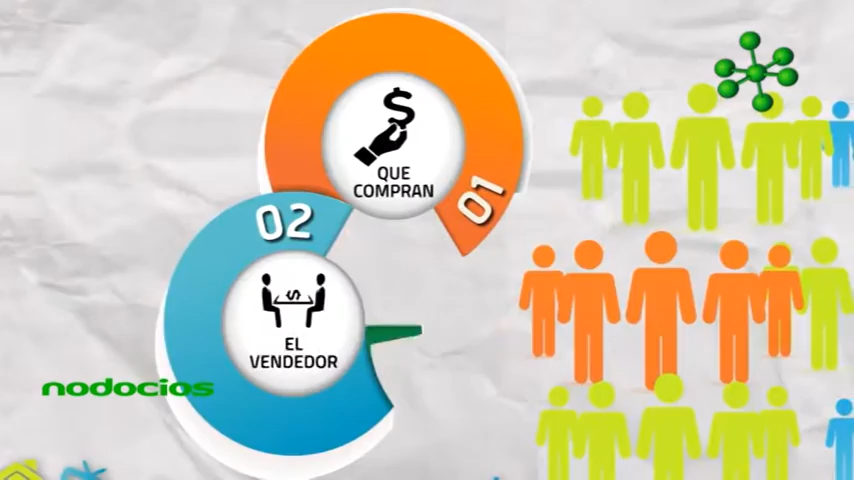 $
QUE
COMPRAN
01
02
$
EL
VENDEDOR
nodocios